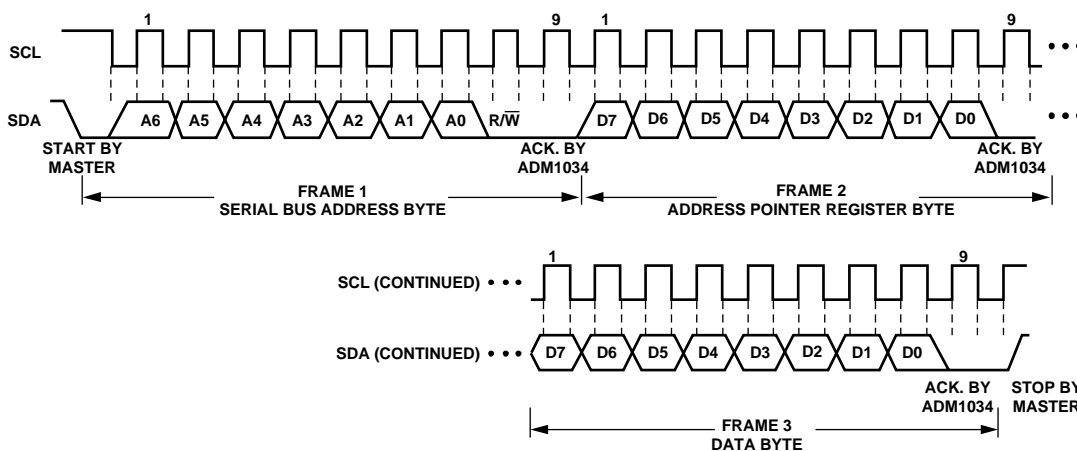 1 9 1 9
SCL
SDA A6 A5 A4 A3 A2 A1 A0 R/W̅ D7 D6 D5 D4 D3 D2 D1 D0
START BY
MASTER
ACK. BY
ADM1034
ACK. BY
ADM1034
FRAME 1
SERIAL BUS ADDRESS BYTE
FRAME 2
ADDRESS POINTER REGISTER BYTE
1 9
SCL (CONTINUED)
SDA (CONTINUED) D7 D6 D5 D4 D3 D2 D1 D0
ACK. BY
ADM1034
STOP BY
MASTER
FRAME 3
DATA BYTE